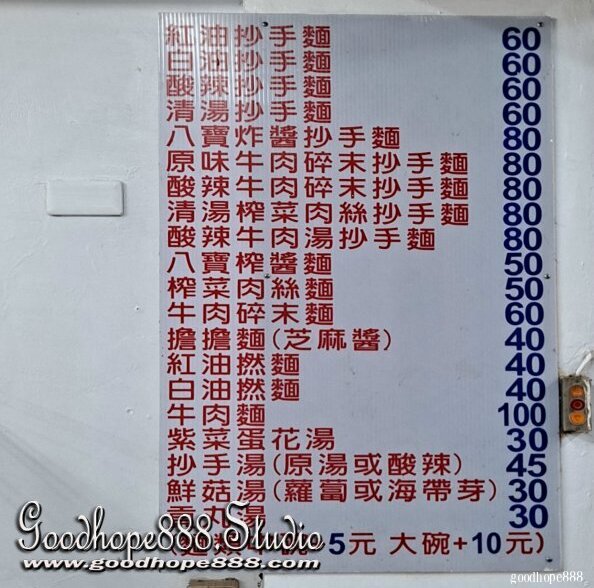 紅油抄手麵 60
白油抄手麵 60
酸辣抄手麵 60
清湯抄手麵 60
八寶炸醬抄手麵 80
原味牛肉碎末抄手麵 80
酸辣牛肉碎末抄手麵 80
清湯榨菜肉絲抄手麵 80
酸辣牛肉湯抄手麵 80
八寶榨醬麵 50
榨菜肉絲麵 50
牛肉碎末麵 60
擔擔麵(芝麻醬) 40
紅油撚麵 40
白油撚麵 40
牛肉麵 100
紫菜蛋花湯 30
抄手湯(原湯或酸辣) 45
鮮菇湯(蘿蔔或海帶芽) 30
貢丸湯 30
5元 大碗+10元)
Goodhope888.Studio
www.goodhope888.com
goodhope888